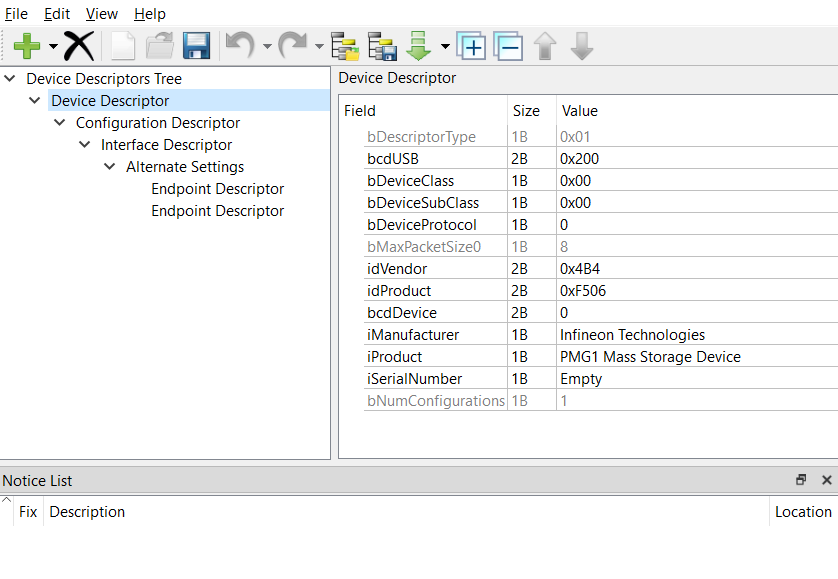 File Edit View Help
Device Descriptors Tree
Device Descriptor
Configuration Descriptor
Interface Descriptor
Alternate Settings
Endpoint Descriptor
Endpoint Descriptor
Device Descriptor
Field Size Value
bDescriptorType 1B 0x01
bcdUSB 2B 0x200
bDeviceClass 1B 0x00
bDeviceSubClass 1B 0x00
bDeviceProtocol 1B 0
bMaxPacketSize0 1B 8
idVendor 2B 0x4B4
idProduct 2B 0xF506
bcdDevice 2B 0
iManufacturer 1B Infineon Technologies
iProduct 1B PMG1 Mass Storage Device
iSerialNumber 1B Empty
bNumConfigurations 1B 1
Notice List
Fix Description Location